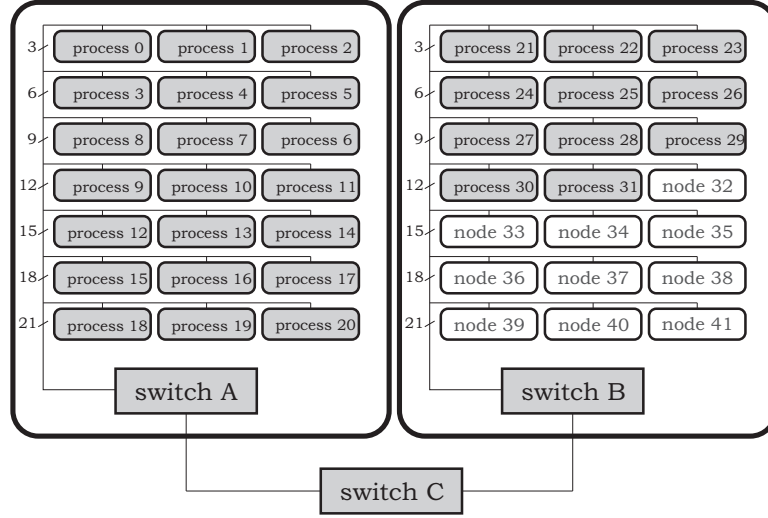 3 process 0 process 1 process 2
6 process 3 process 4 process 5
9 process 8 process 7 process 6
12 process 9 process 10 process 11
15 process 12 process 13 process 14
18 process 15 process 16 process 17
21 process 18 process 19 process 20
switch A
3 process 21 process 22 process 23
6 process 24 process 25 process 26
9 process 27 process 28 process 29
12 process 30 process 31 node 32
15 node 33 node 34 node 35
18 node 36 node 37 node 38
21 node 39 node 40 node 41
switch B
switch C